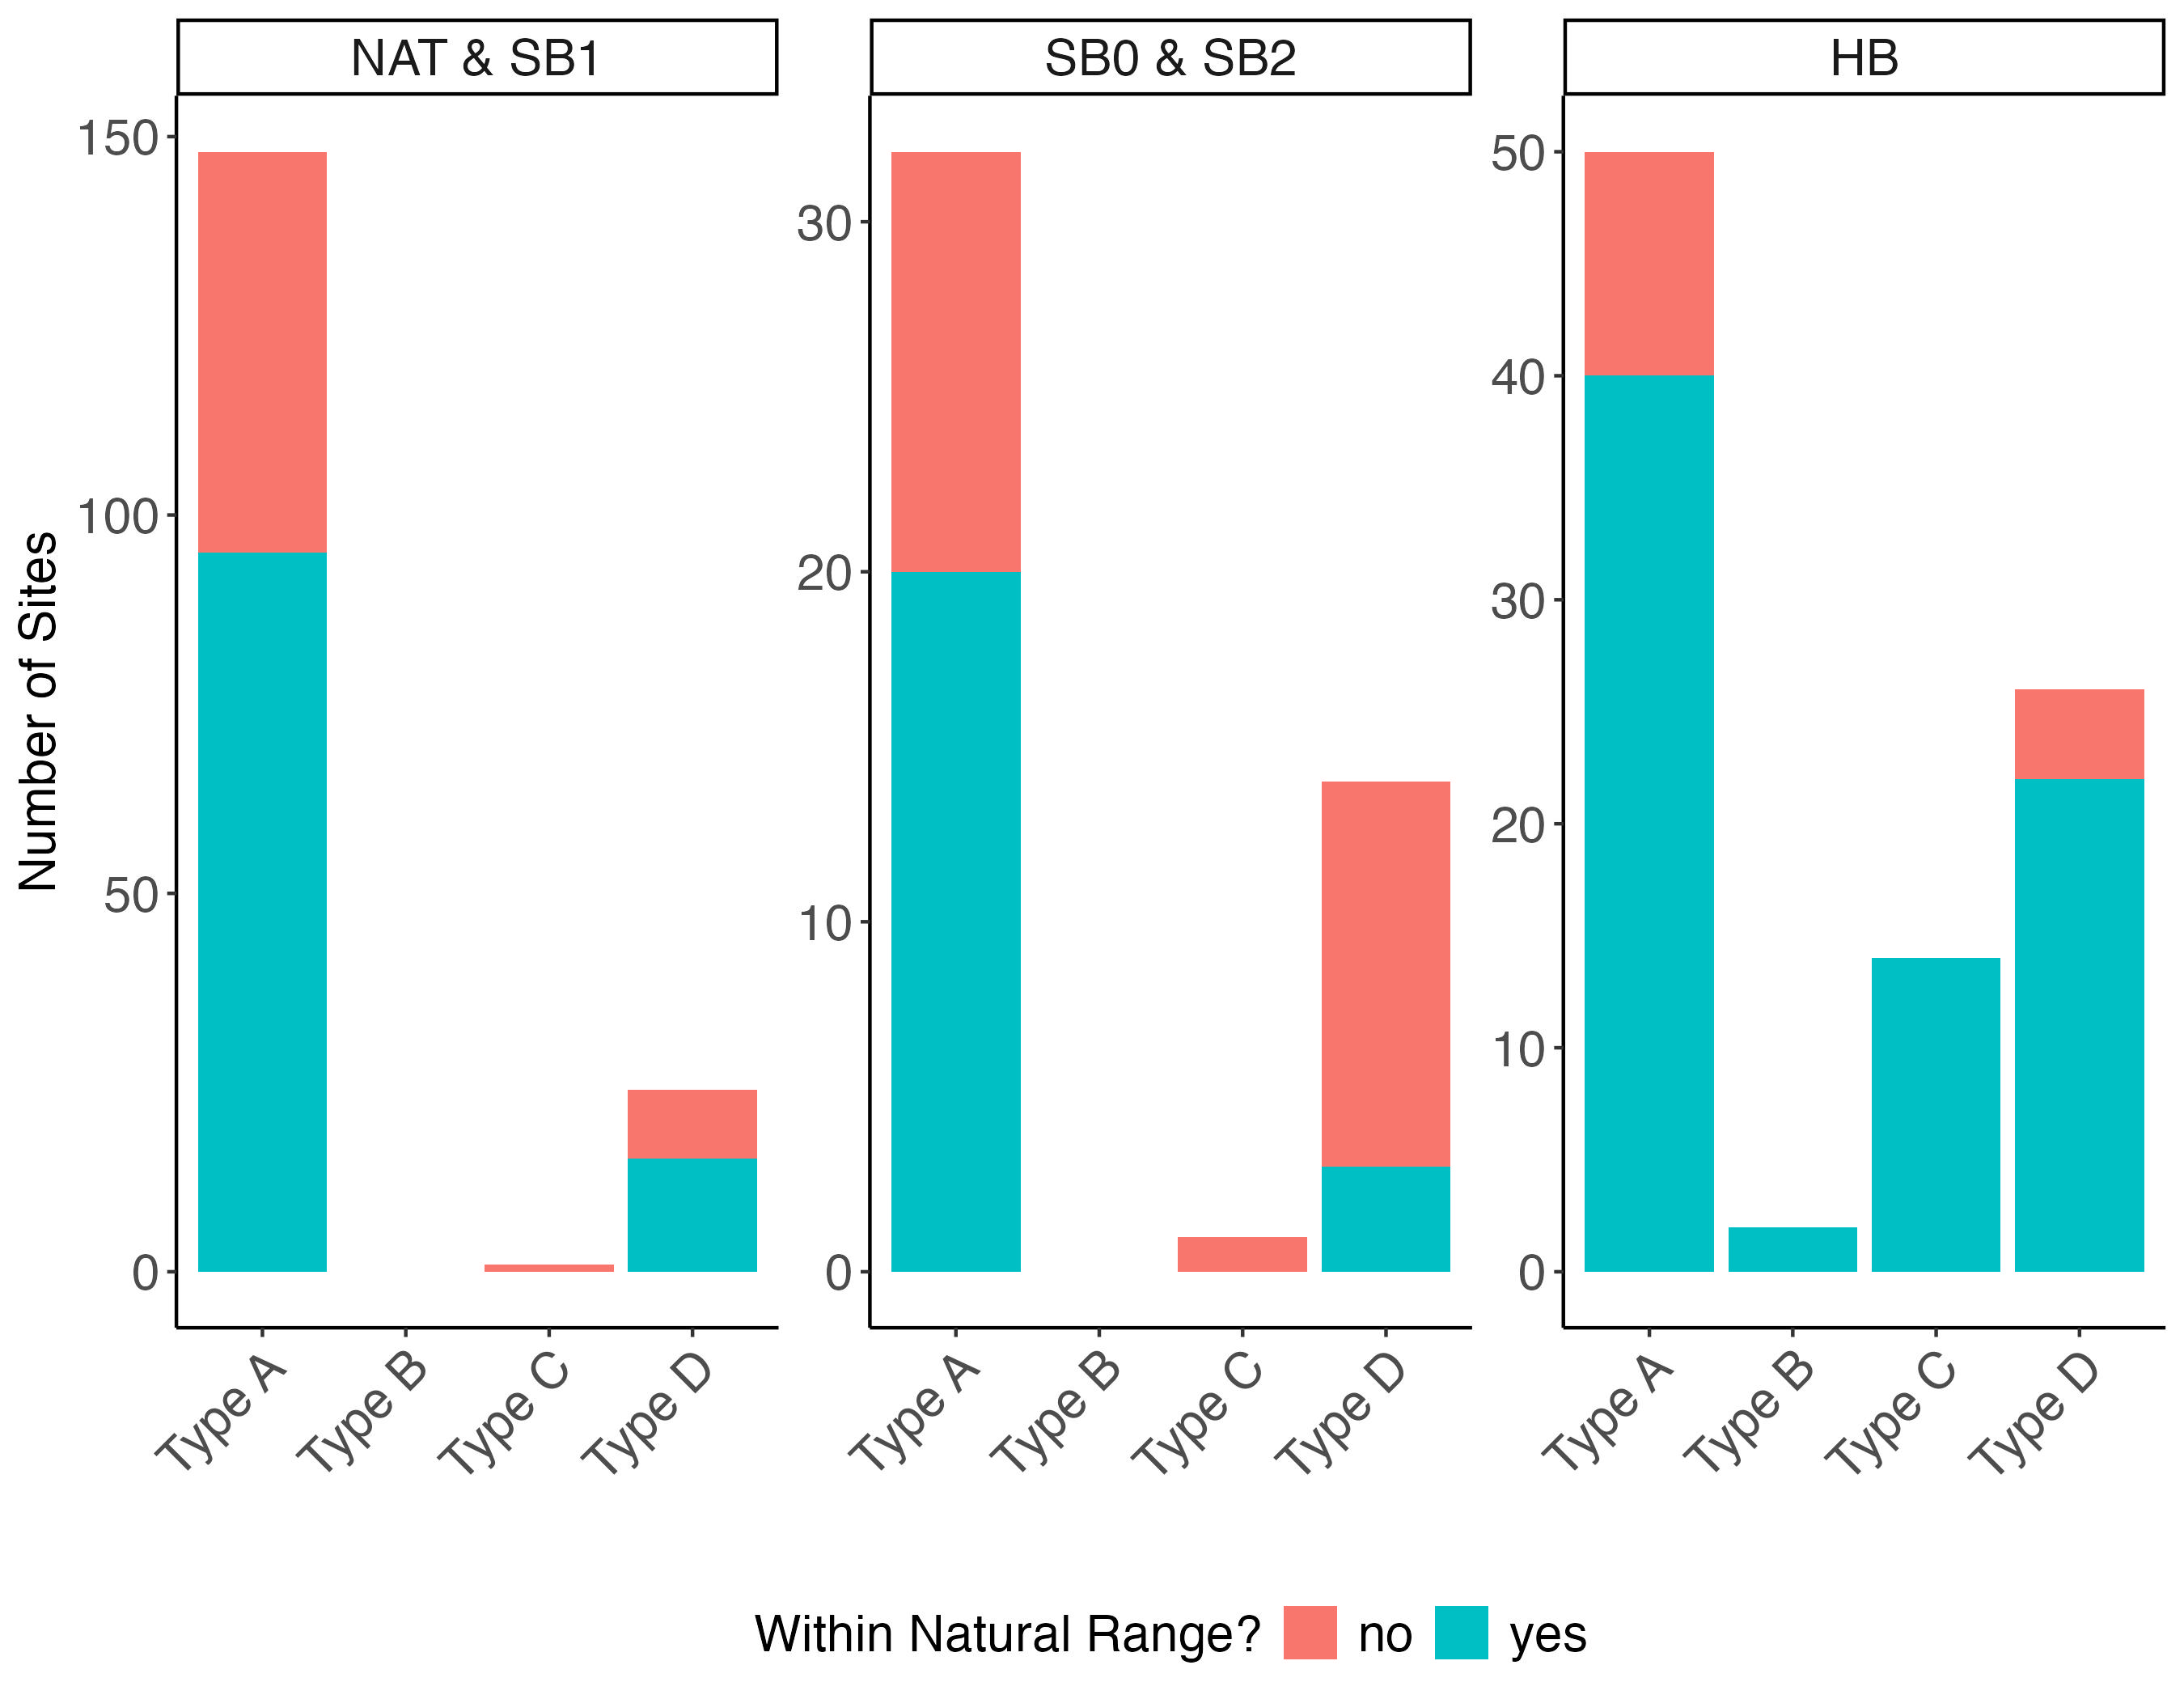 NAT & SB1
SB0 & SB2
HB
Number of Sites
150
100
50
0
30
20
10
0
50
40
30
20
10
0
Type A
Type B
Type C
Type D
Type A
Type B
Type C
Type D
Type A
Type B
Type C
Type D
Within Natural Range? no yes